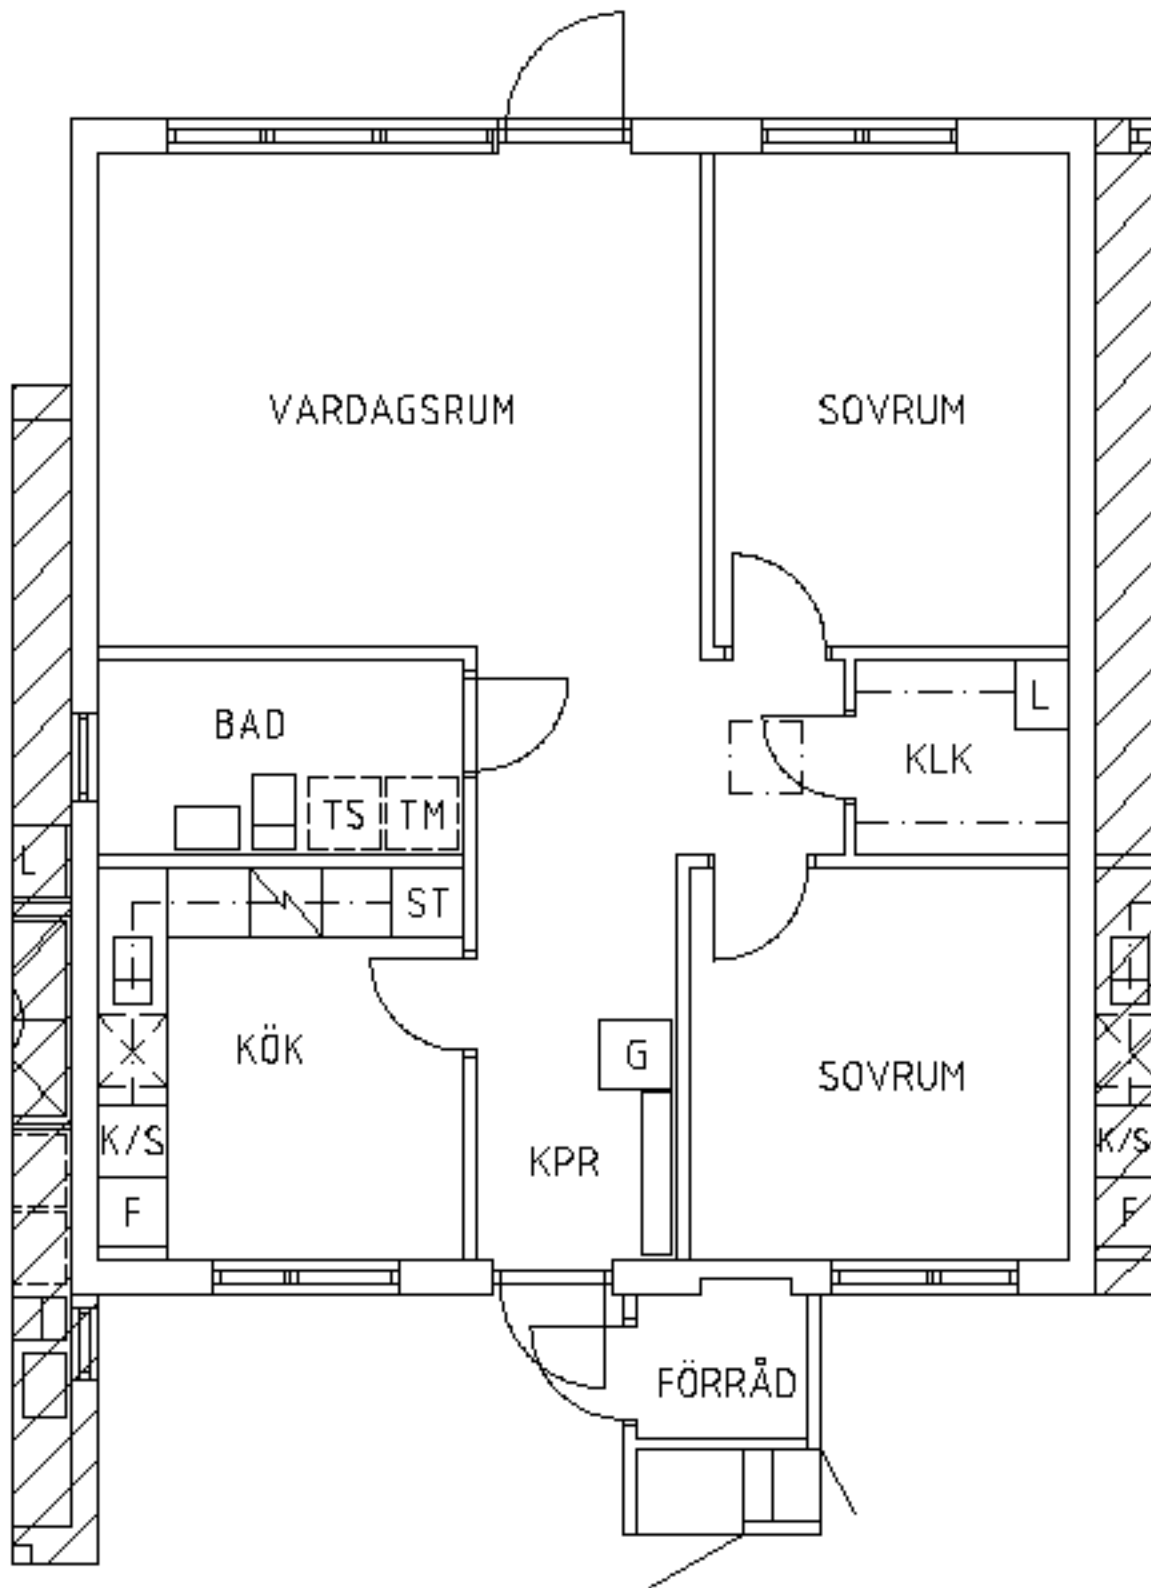 VARDAGSRUM
SOVRUM
BAD
L
KLK
TS
TM
L
ST
KÖK
G
SOVRUM
K/S
KPR
K/S
F
F
FÖRRÅD